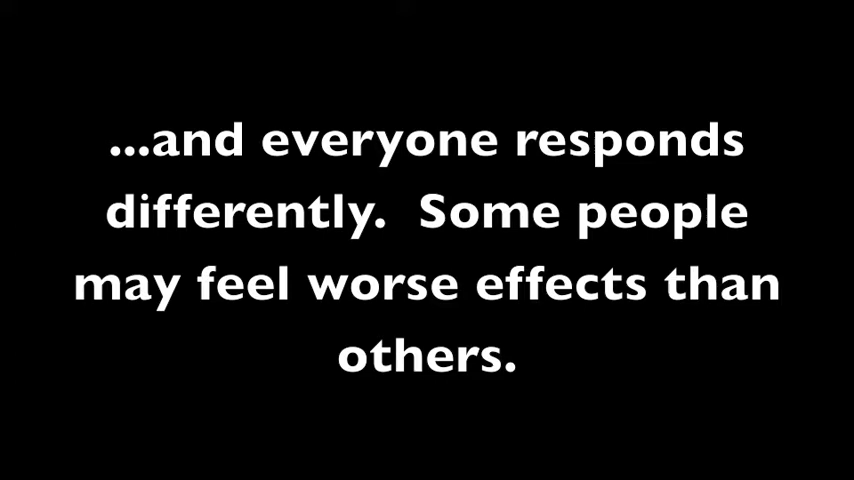 ...and everyone responds
differently.  Some people
may feel worse effects than
others.